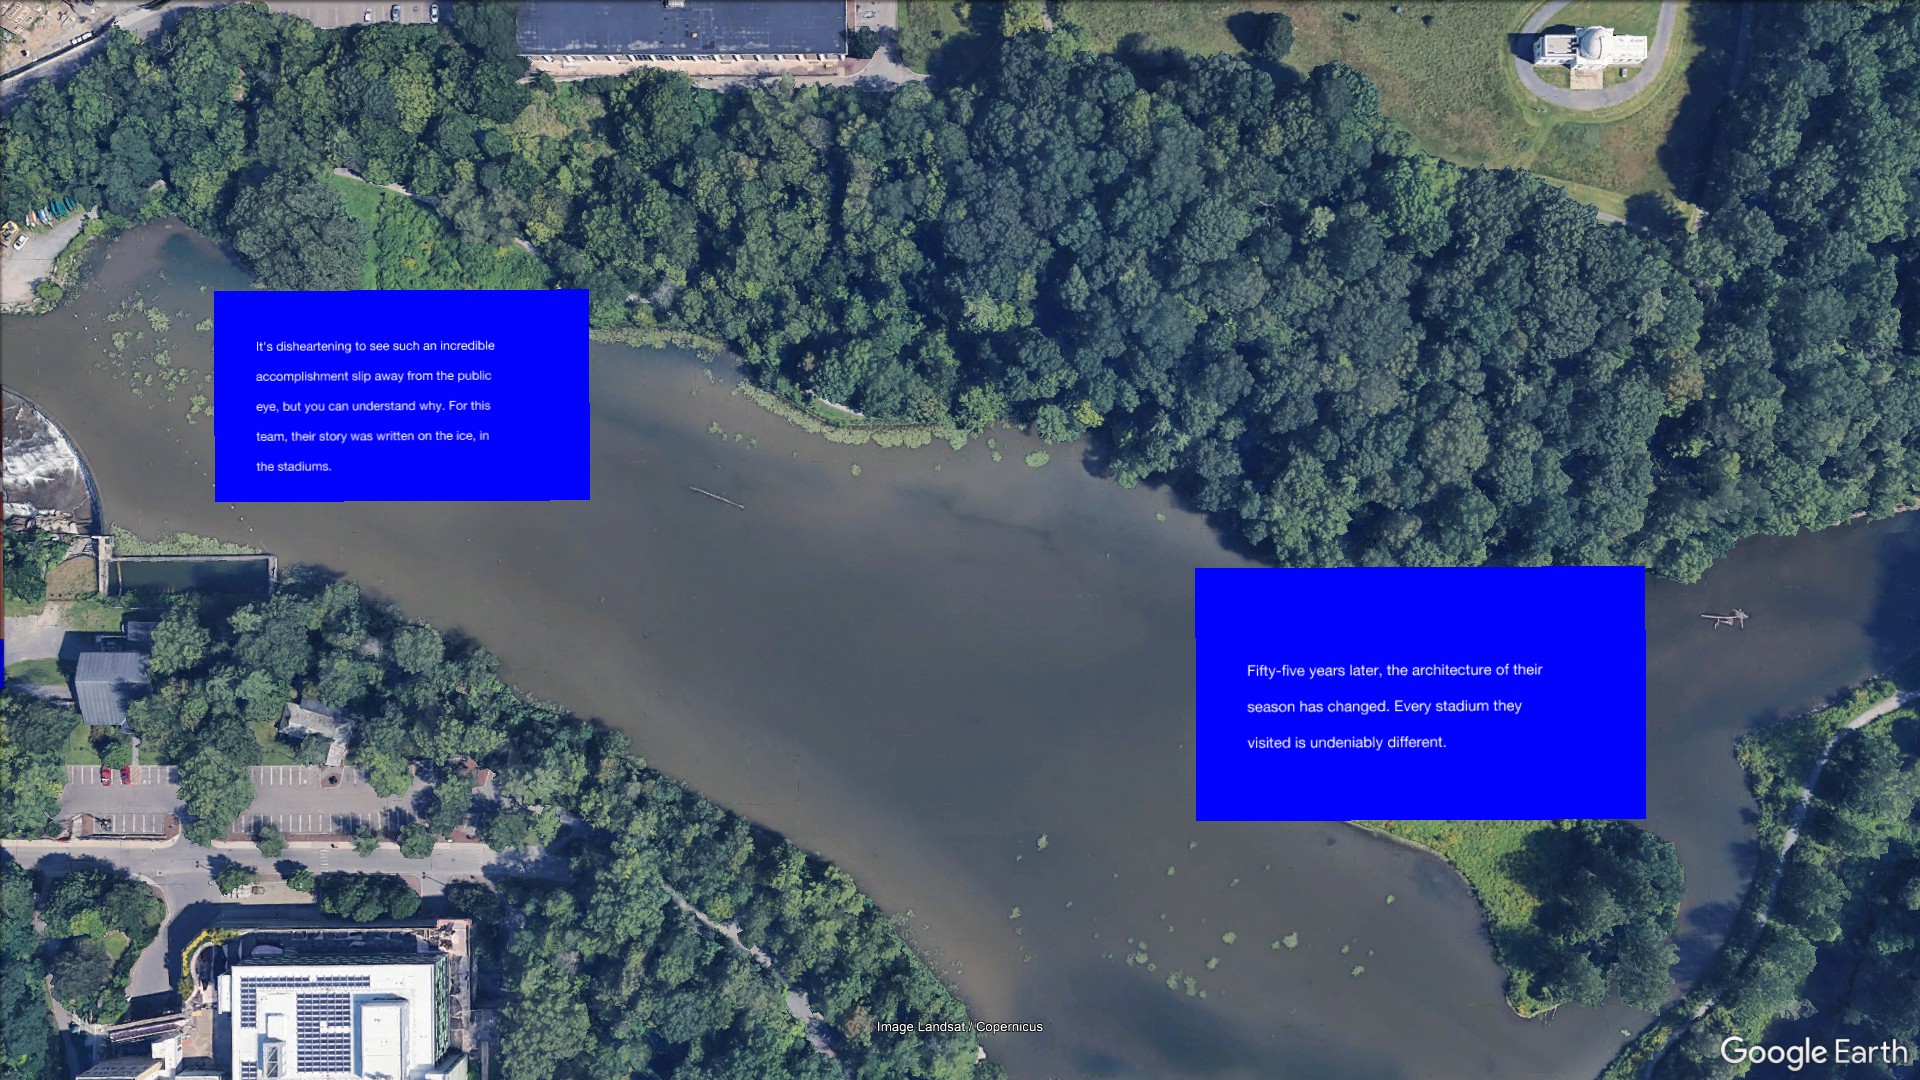 It's disheartening to see such an incredible
accomplishment slip away from the public
eye, but you can understand why. For this
team, their story was written on the ice, in
the stadiums.
Fifty-five years later, the architecture of their
season has changed. Every stadium they
visited is undeniably different.
Image Landsat / Copernicus
Google Earth